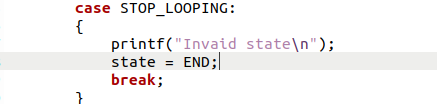 case STOP_LOOPING:
{
printf("Invaid state\n");
state = END;
break;
}